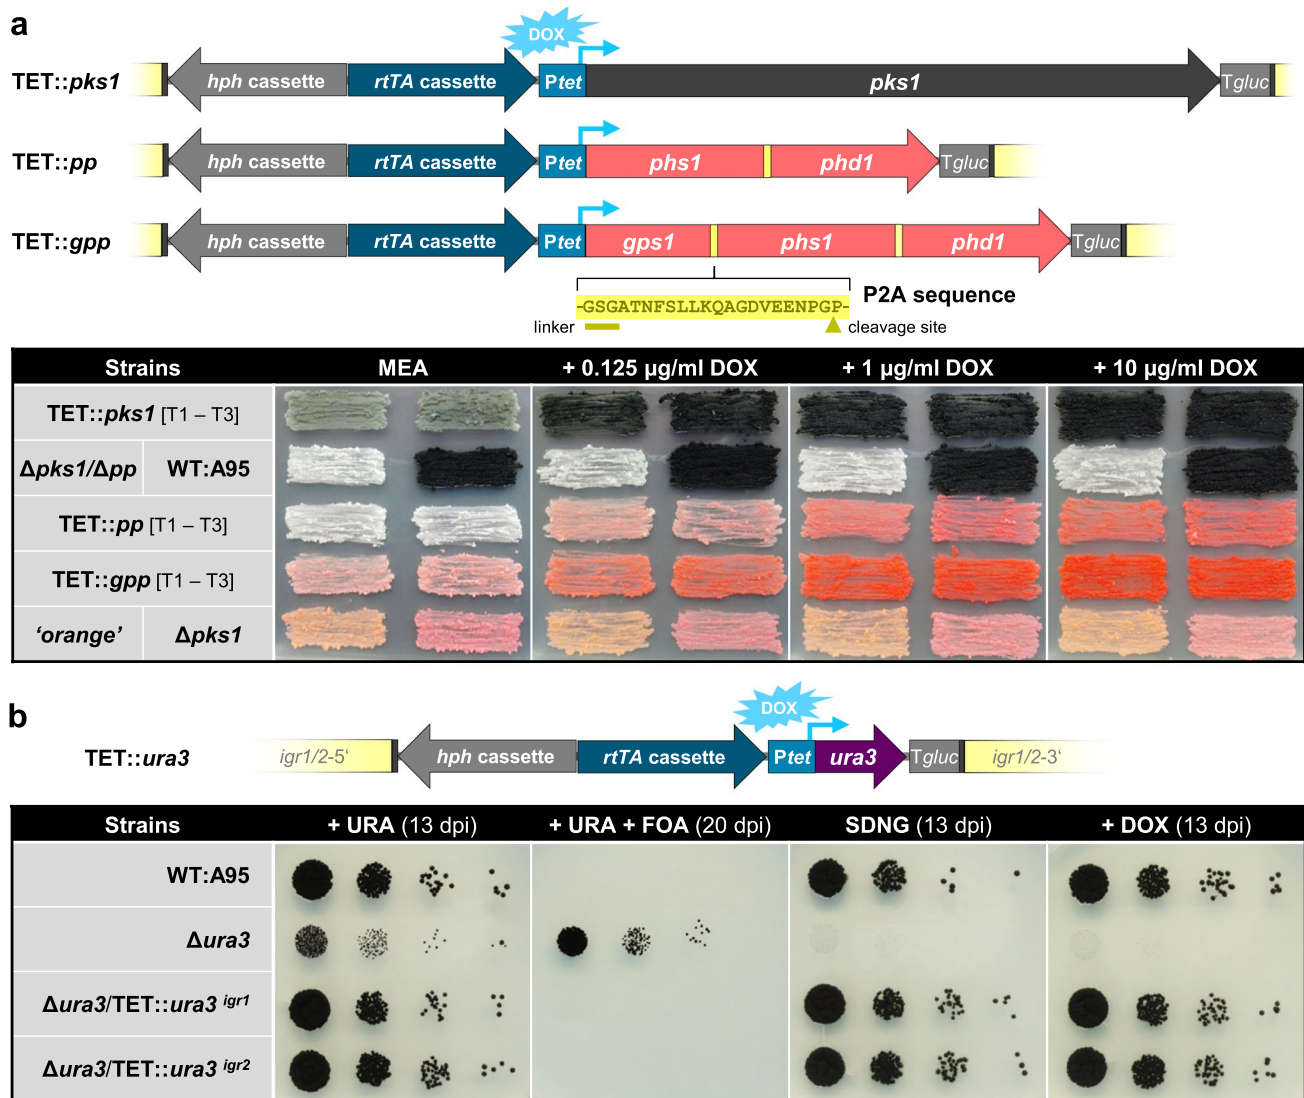 a
DOX
TET::pks1
hph cassette
rtTA cassette
Ptet
pks1
Tgluc
TET::pp
hph cassette
rtTA cassette
Ptet
phs1
phd1
Tgluc
TET::gpp
hph cassette
rtTA cassette
Ptet
gps1
phs1
phd1
Tgluc
-GSGATNFSLLKQAGDVEENPGP-
P2A sequence
linker
cleavage site
Strains
MEA
+ 0.125 µg/ml DOX
+ 1 µg/ml DOX
+ 10 µg/ml DOX
TET::pks1 [T1 – T3]
Δpks1/Δpp
WT:A95
TET::pp [T1 – T3]
TET::gpp [T1 – T3]
‘orange’
Δpks1
b
DOX
TET::ura3
igr1/2-5‘
hph cassette
rtTA cassette
Ptet
ura3
Tgluc
igr1/2-3‘
Strains
+ URA (13 dpi)
+ URA + FOA (20 dpi)
SDNG (13 dpi)
+ DOX (13 dpi)
WT:A95
Δura3
Δura3/TET::ura3 igr1
Δura3/TET::ura3 igr2